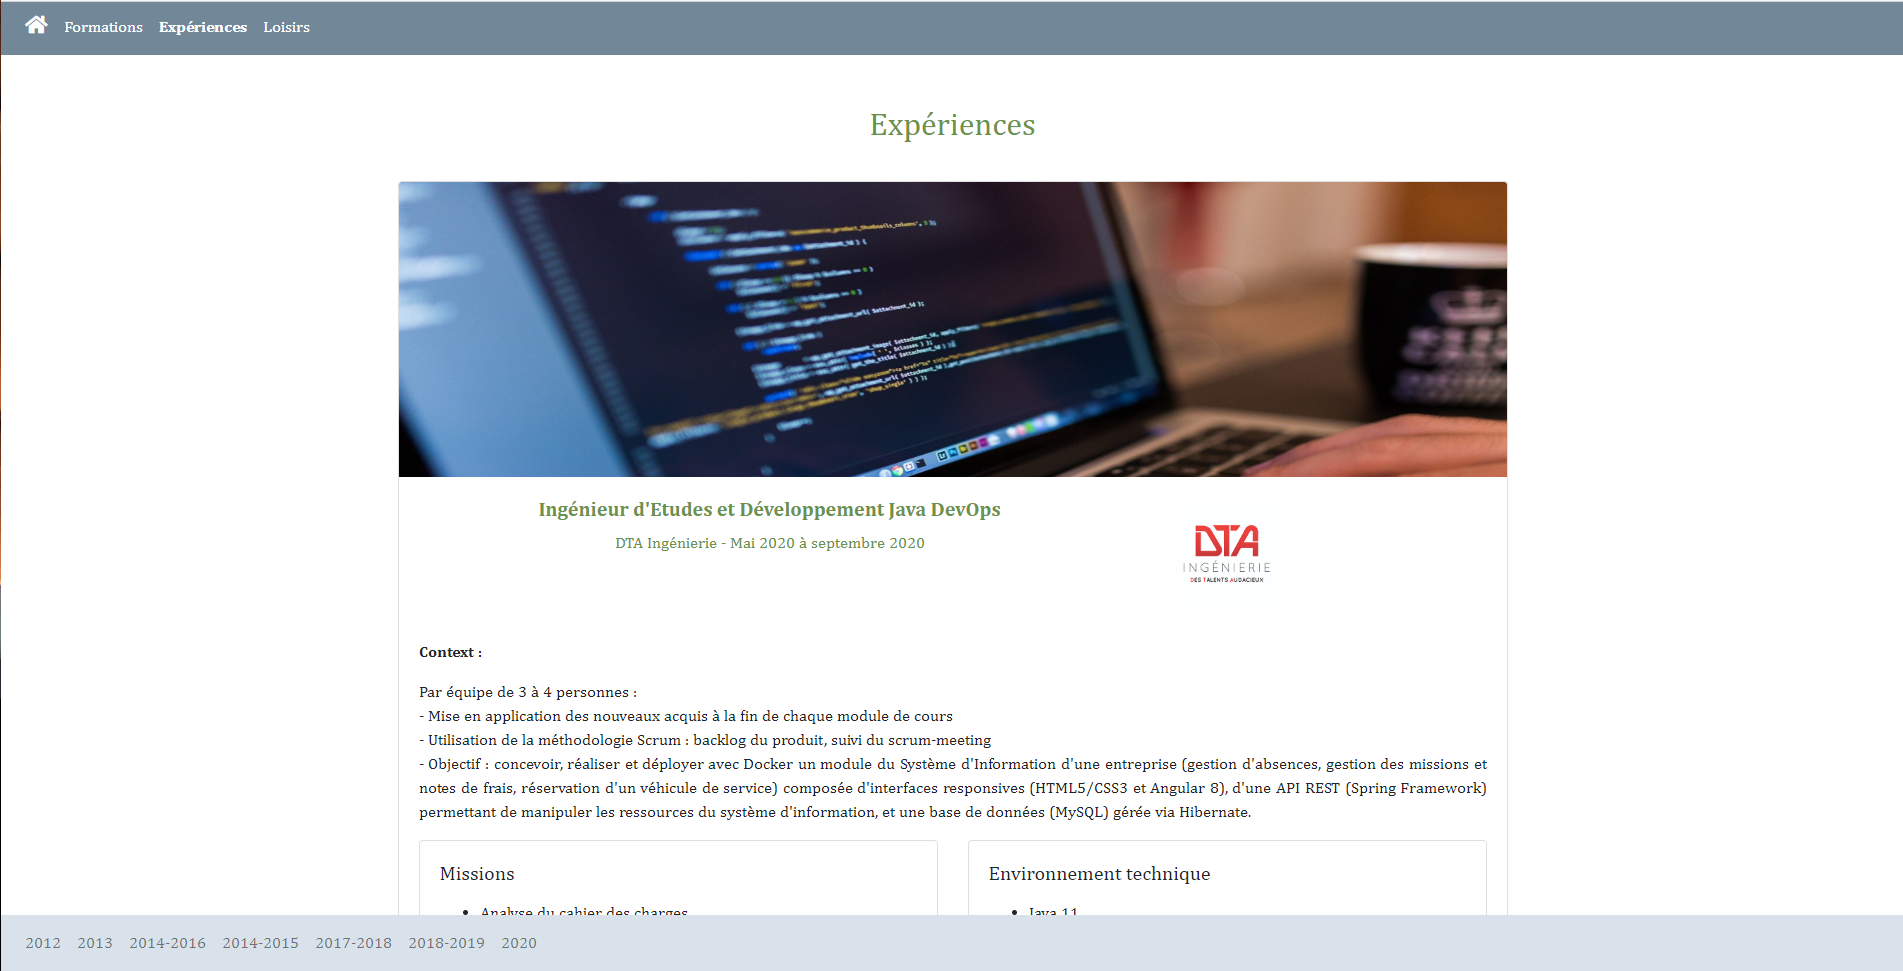 Formations Expériences Loisirs
Expériences
Ingénieur d'Etudes et Développement Java DevOps
DTA Ingénierie - Mai 2020 à septembre 2020
DTA
INGÉNIERIE
DES TALENTS AUDACIEUX
Context :
Par équipe de 3 à 4 personnes :
- Mise en application des nouveaux acquis à la fin de chaque module de cours
- Utilisation de la méthodologie Scrum : backlog du produit, suivi du scrum-meeting
- Objectif : concevoir, réaliser et déployer avec Docker un module du Système d'Information d'une entreprise (gestion d'absences, gestion des missions et
notes de frais, réservation d'un véhicule de service) composée d'interfaces responsives (HTML5/CSS3 et Angular 8), d'une API REST (Spring Framework)
permettant de manipuler les ressources du système d'information, et une base de données (MySQL) gérée via Hibernate.
Missions
• Analyse du cahier des charges
Environnement technique
• Java 11
2012 2013 2014-2016 2014-2015 2017-2018 2018-2019 2020